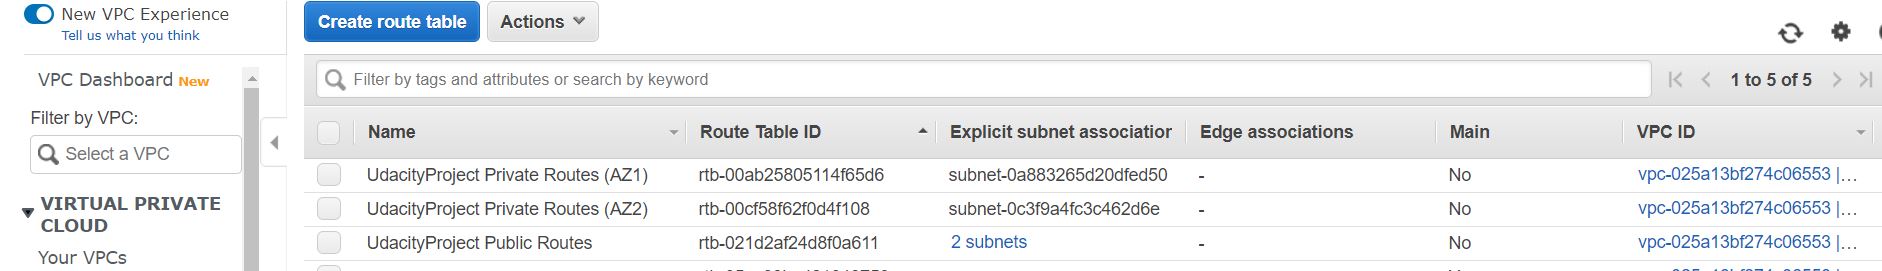 New VPC Experience
Tell us what you think
VPC Dashboard New
Filter by VPC:
Select a VPC
VIRTUAL PRIVATE
CLOUD
Your VPCs
Create route table Actions
Filter by tags and attributes or search by keyword 1 to 5 of 5
Name Route Table ID Explicit subnet association Edge associations Main VPC ID
UdacityProject Private Routes (AZ1) rtb-00ab25805114f65d6 subnet-0a883265d20dfed50 - No vpc-025a13bf274c06553 |...
UdacityProject Private Routes (AZ2) rtb-00cf58f62f0d4f108 subnet-0c3f9a4fc3c462d6e - No vpc-025a13bf274c06553 |...
UdacityProject Public Routes rtb-021d2af24d8f0a611 2 subnets - No vpc-025a13bf274c06553 |...